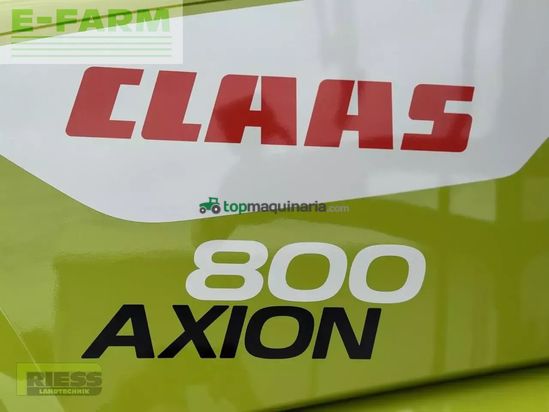 E-FARM
CLAAS
topmaquinaria.com
800
AXION
RIESS
LANDTECHNIK